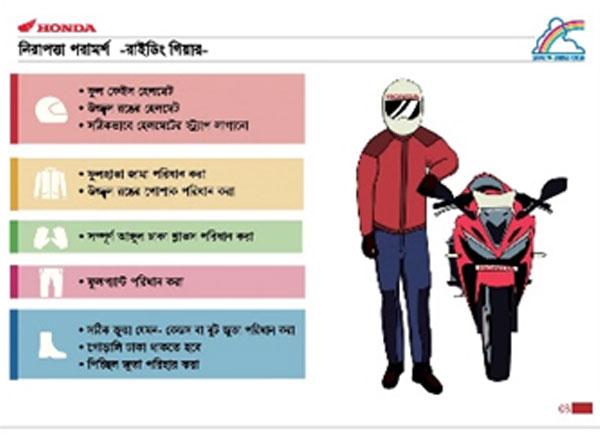 HONDA
নিরাপত্তা পরামর্শ -রাইডিং গিয়ার-
• ফুল ফেইস হেলমেট
• উজ্জ্বল রঙের হেলমেট
• সঠিকভাবে হেলমেটের স্ট্র্যাপ লাগানো
• ফুলহাতা জামা পরিধান করা
• উজ্জ্বল রঙের পোশাক পরিধান করা
• সম্পূর্ণ আঙ্গুল ঢাকা গ্লাভস পরিধান করা
• ফুলপ্যান্ট পরিধান করা
• সঠিক জুতা যেমন- কেডস বা বুট জুতা পরিধান করা
• গোড়ালি ঢাকা থাকতে হবে
• পিচ্ছিল জুতা পরিহার করা
HONDA
HONDA